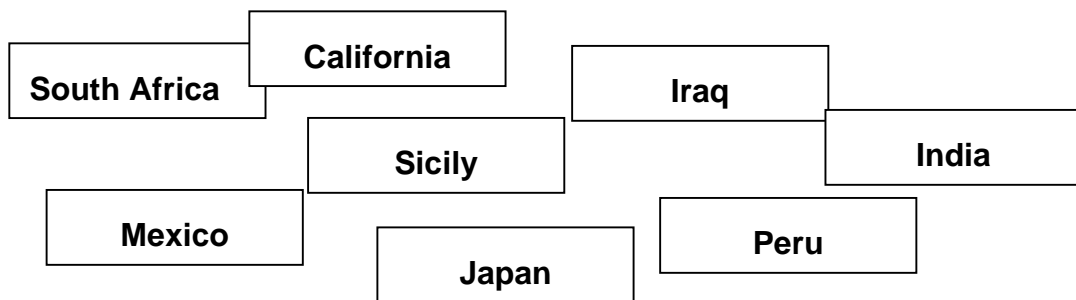 California
South Africa
Iraq
Sicily
India
Mexico
Peru
Japan